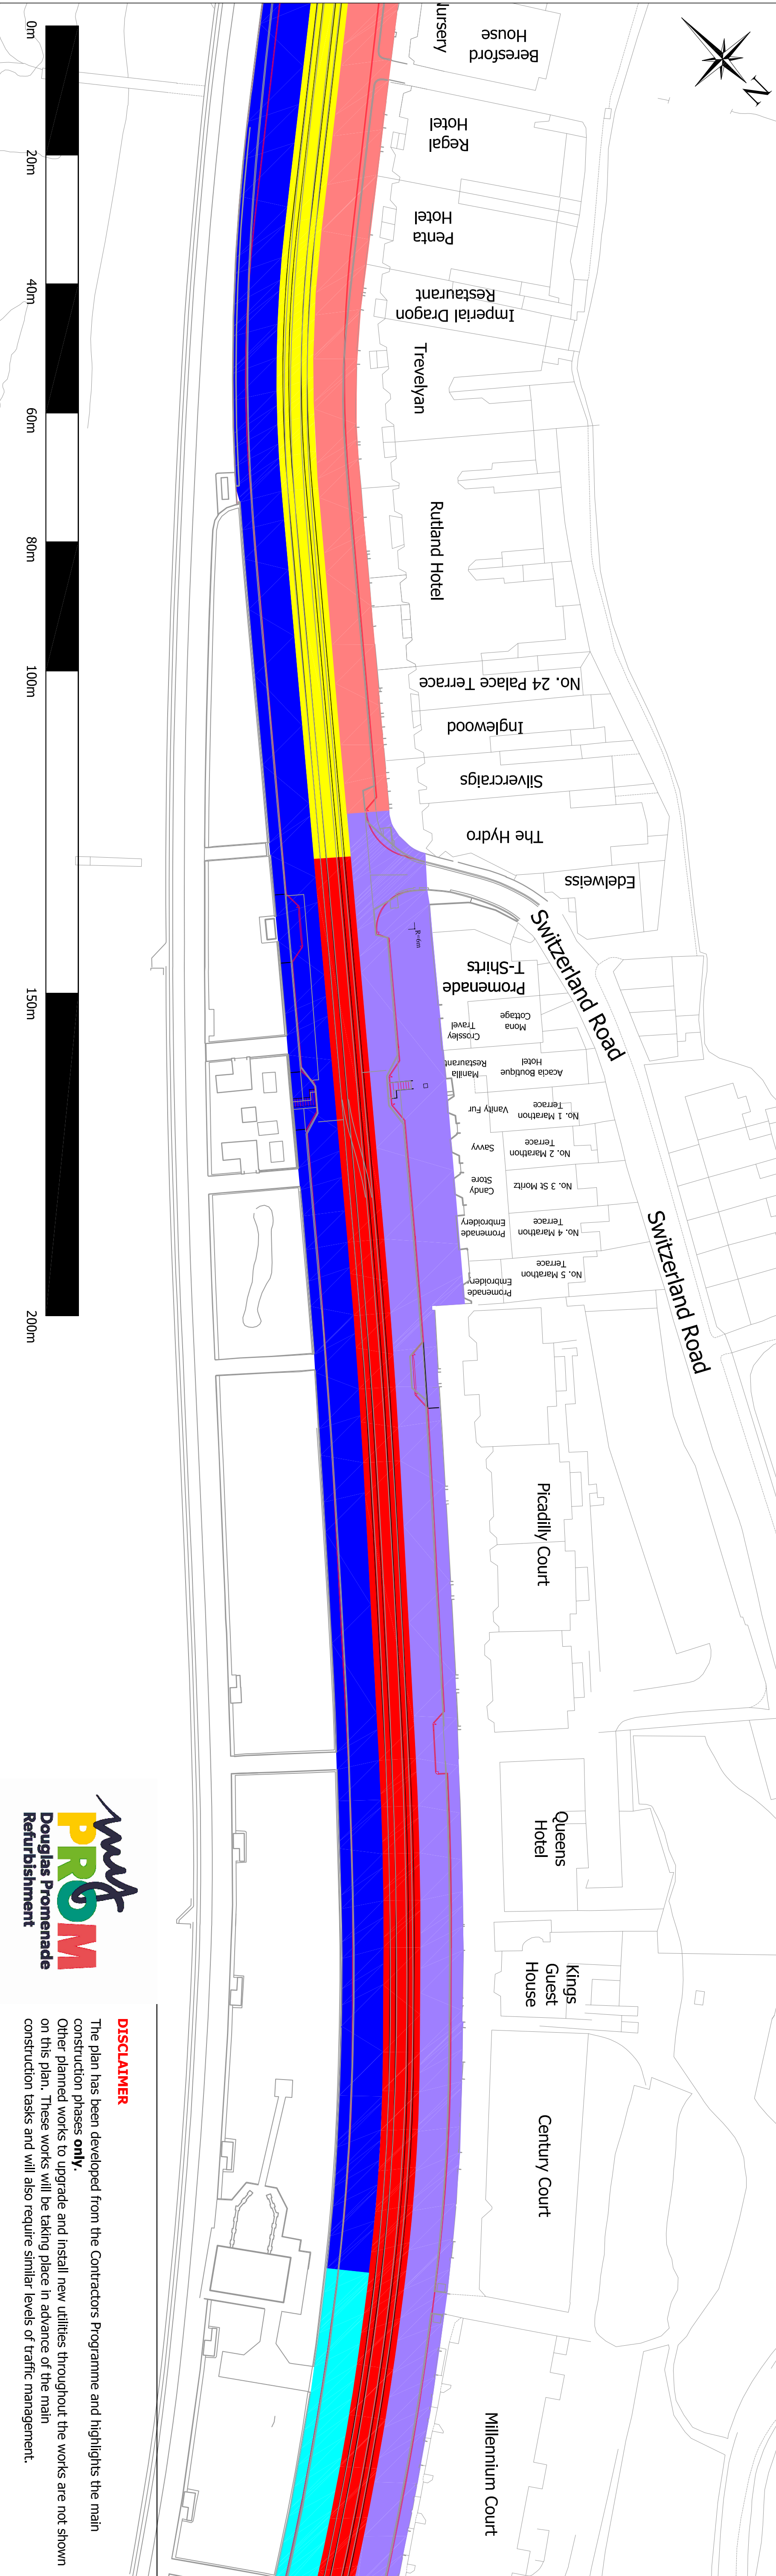 Nursery
Beresford
House
Regal
Hotel
Penta
Hotel
Imperial Dragon
Restaurant
Trevelyan
Rutland Hotel
No. 24 Palace Terrace
Inglewood
Silvercraigs
The Hydro
Edelweiss
Switzerland Road
Promenade
T-Shirts
R=6m
Mona
Cottage
Crossley
Travel
Acacia Boutique
Hotel
Manilla
Restaurant
No. 1 Marathon
Terrace
Vanity Fur
No. 2 Marathon
Terrace
Savvy
No. 3 St Moritz
Candy
Store
No. 4 Marathon
Terrace
Promenade
Embroidery
No. 5 Marathon
Terrace
Promenade
Embroidery
Switzerland Road
Picadilly Court
Queens
Hotel
Kings
Guest
House
Century Court
Millennium Court
N
0m
20m
40m
60m
80m
100m
150m
200m
my
PROM
Douglas Promenade
Refurbishment
DISCLAIMER
The plan has been developed from the Contractors Programme and highlights the main
construction phases only.
Other planned works to upgrade and install new utilities throughout the works are not shown
on this plan. These works will be taking place in advance of the main
construction tasks and will also require similar levels of traffic management.